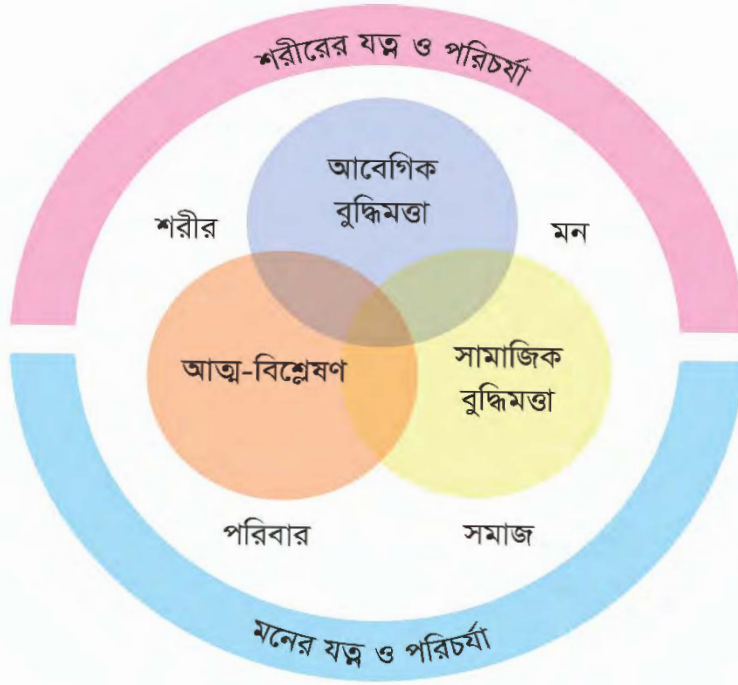 শরীরের যত্ন ও পরিচর্যা
আবেগিক
বুদ্ধিমত্তা
শরীর
মন
আত্ম-বিশ্লেষণ
সামাজিক
বুদ্ধিমত্তা
পরিবার
সমাজ
মনের যত্ন ও পরিচর্যা